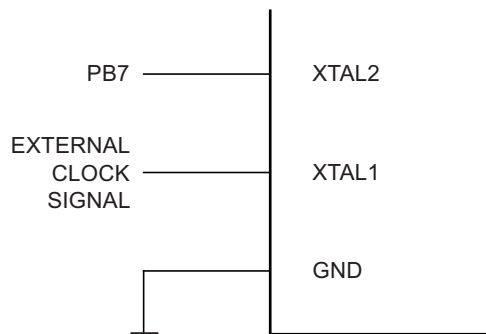 PB7
XTAL2
EXTERNAL
CLOCK
SIGNAL
XTAL1
GND